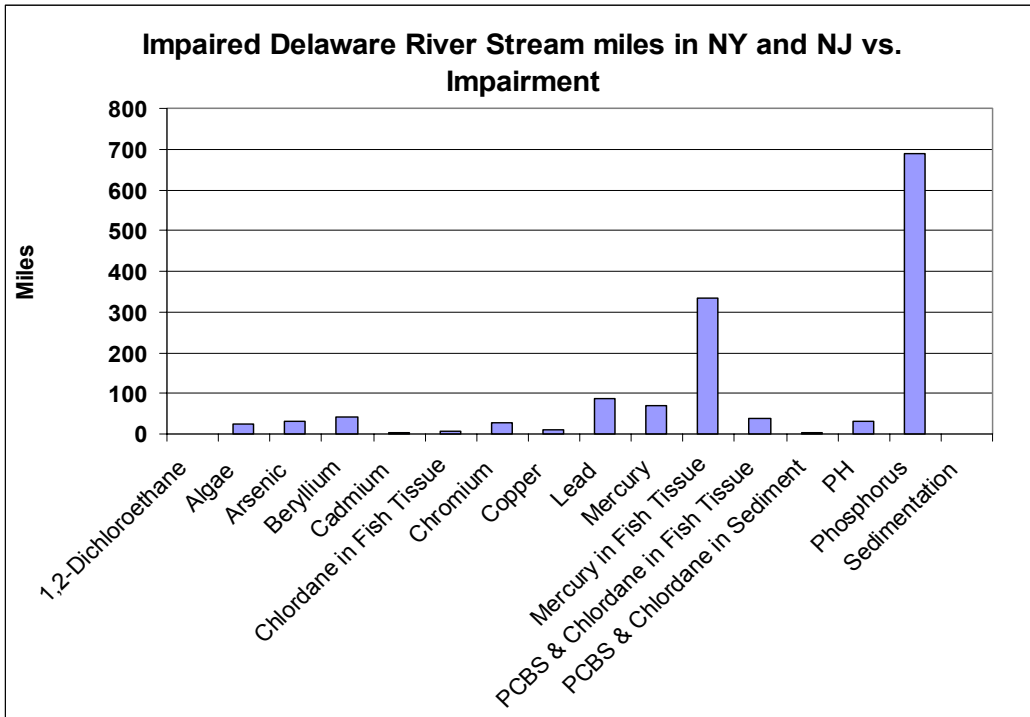 Impaired Delaware River Stream miles in NY and NJ vs.
Impairment
800
700
600
500
400
300
200
100
0
Miles
1,2-Dichloroethane
Algae
Arsenic
Beryllium
Cadmium
Chlordane in Fish Tissue
Chromium
Copper
Lead
Mercury
Mercury in Fish Tissue
PCBS & Chlordane in Fish Tissue
PCBS & Chlordane in Sediment
PH
Phosphorus
Sedimentation